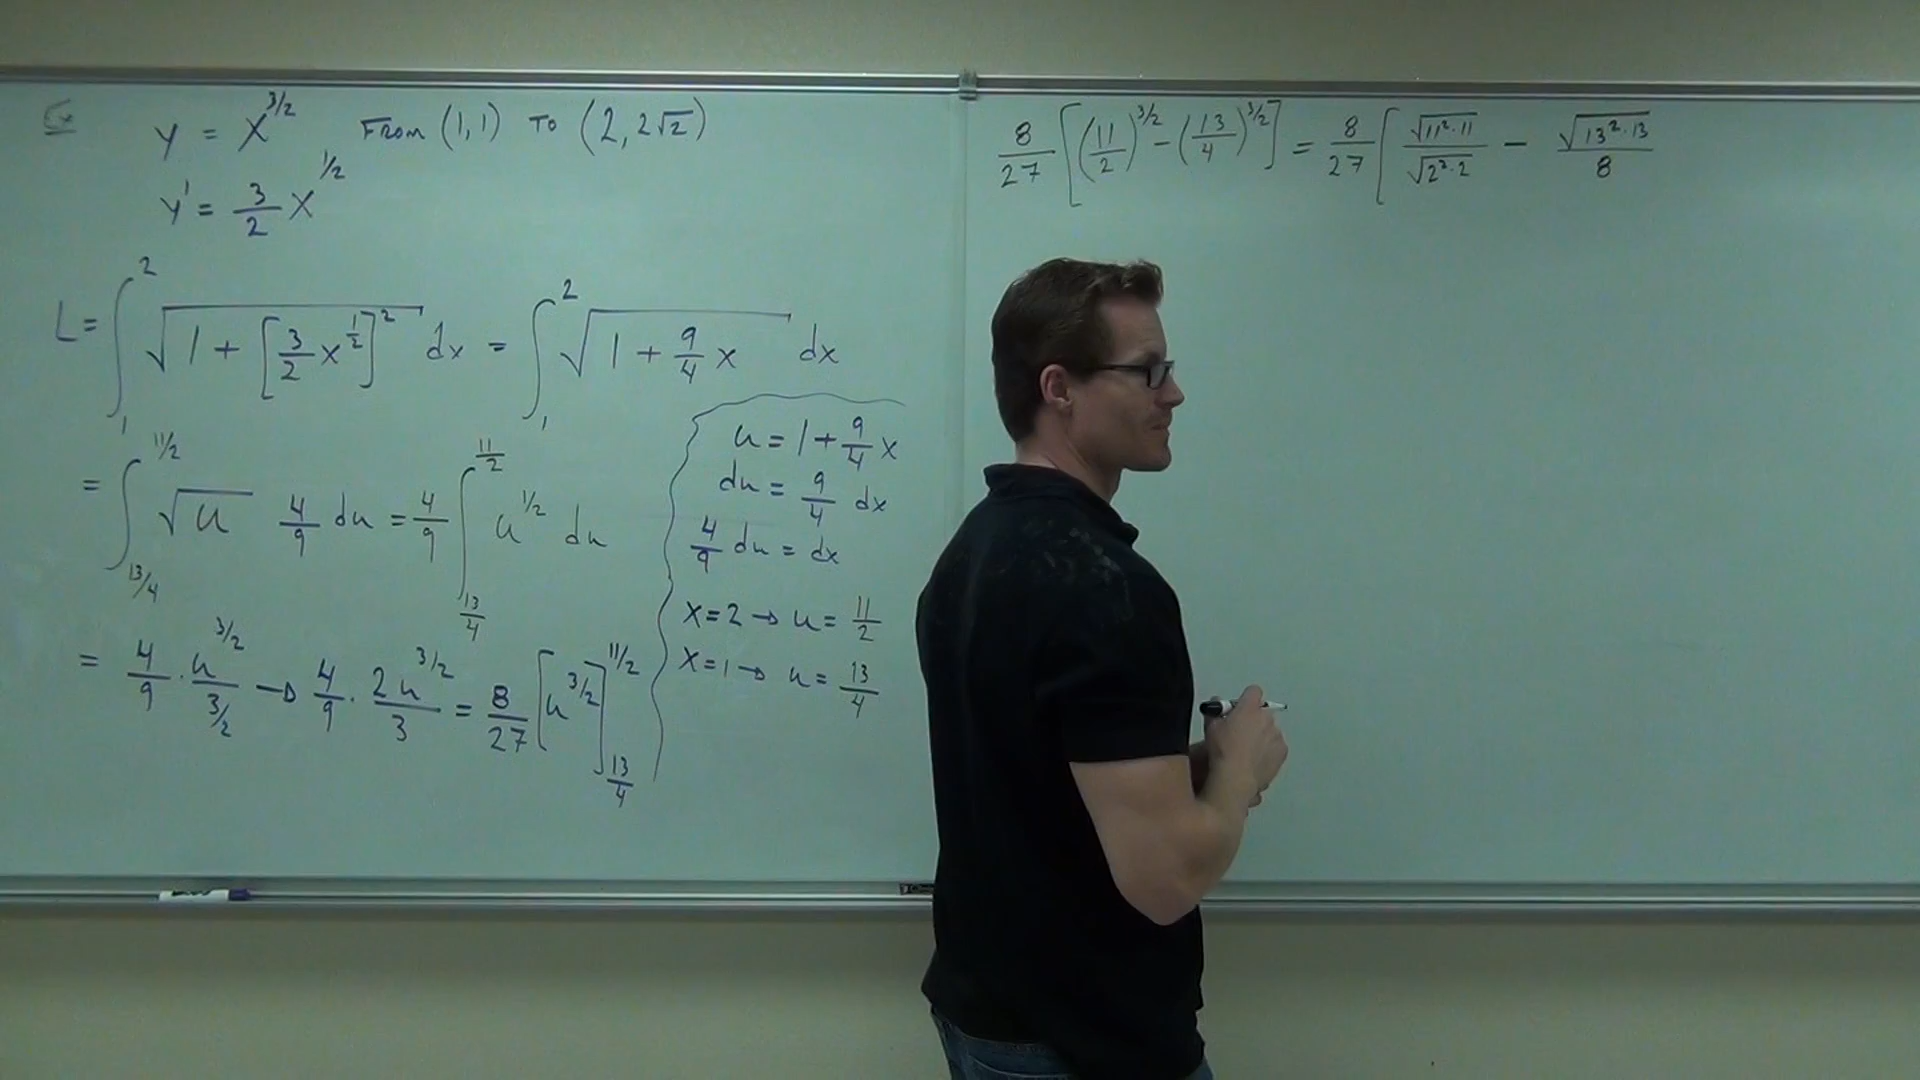 Ex y = x^{3/2} From (1,1) To (2, 2√2)
y' = 3/2 x^{1/2}
L = ∫_1^2 √(1 + [3/2 x^{1/2}]^2) dx = ∫_1^2 √(1 + 9/4 x) dx
= ∫_{13/4}^{11/2} √u 4/9 du = 4/9 ∫_{13/4}^{11/2} u^{1/2} du
= 4/9 · u^{3/2}/(3/2) → 4/9 · 2u^{3/2}/3 = 8/27 [u^{3/2}]_{13/4}^{11/2}
u = 1 + 9/4 x
du = 9/4 dx
4/9 du = dx
x = 2 → u = 11/2
x = 1 → u = 13/4
8/27 [(11/2)^{3/2} − (13/4)^{3/2}] = 8/27 [√(11²·11)/√(2²·2) − √(13²·13)/8